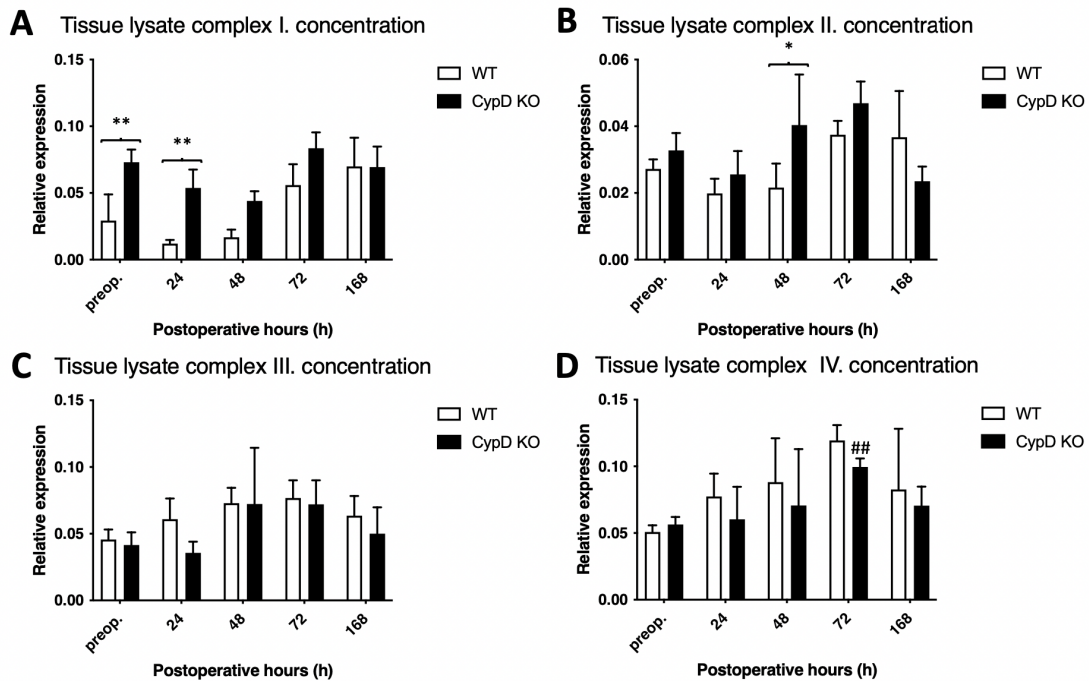 A Tissue lysate complex I. concentration
0.15
0.10
0.05
0.00
Relative expression
**
**
WT
CypD KO
preop.
24
48
72
168
Postoperative hours (h)
B Tissue lysate complex II. concentration
0.06
0.04
0.02
0.00
Relative expression
*
WT
CypD KO
preop.
24
48
72
168
Postoperative hours (h)
C Tissue lysate complex III. concentration
0.15
0.10
0.05
0.00
Relative expression
WT
CypD KO
preop.
24
48
72
168
Postoperative hours (h)
D Tissue lysate complex IV. concentration
0.15
0.10
0.05
0.00
Relative expression
##
WT
CypD KO
preop.
24
48
72
168
Postoperative hours (h)